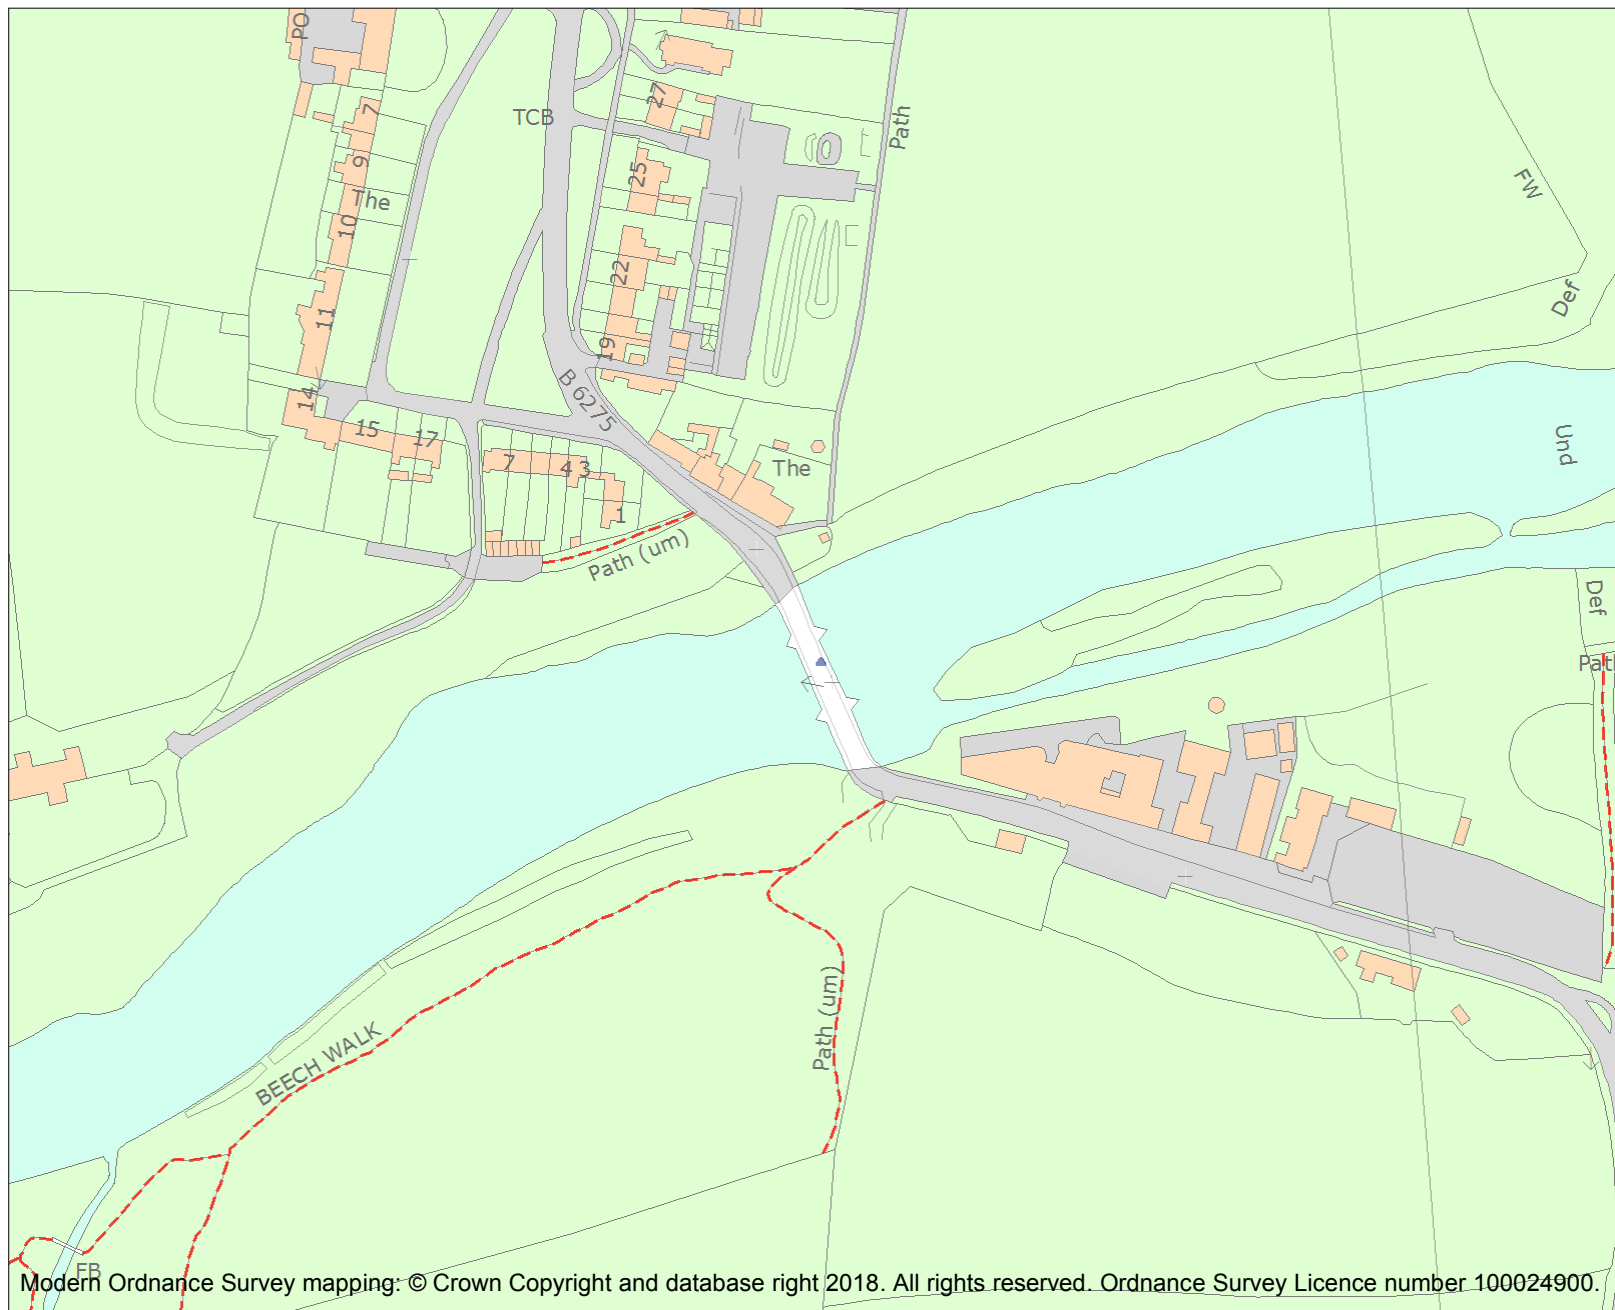 PO
7
TCB
27
Path
9
25
The
FW
10
22
Def
11
19
B 6275
14
15
17
Und
7
4 3
The
1
Path (um)
Def
Path
Path (um)
BEECH WALK
FB
Modern Ordnance Survey mapping: © Crown Copyright and database right 2018. All rights reserved. Ordnance Survey Licence number 100024900.